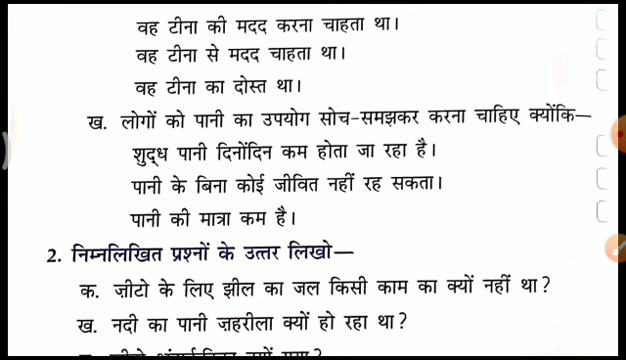 वह टीना की मदद करना चाहता था।
वह टीना से मदद चाहता था।
वह टीना का दोस्त था।
ख. लोगों को पानी का उपयोग सोच-समझकर करना चाहिए क्योंकि—
शुद्ध पानी दिनोंदिन कम होता जा रहा है।
पानी के बिना कोई जीवित नहीं रह सकता।
पानी की मात्रा कम है।
2. निम्नलिखित प्रश्नों के उत्तर लिखो—
क. ज़ीटो के लिए झील का जल किसी काम का क्यों नहीं था?
ख. नदी का पानी ज़हरीला क्यों हो रहा था?